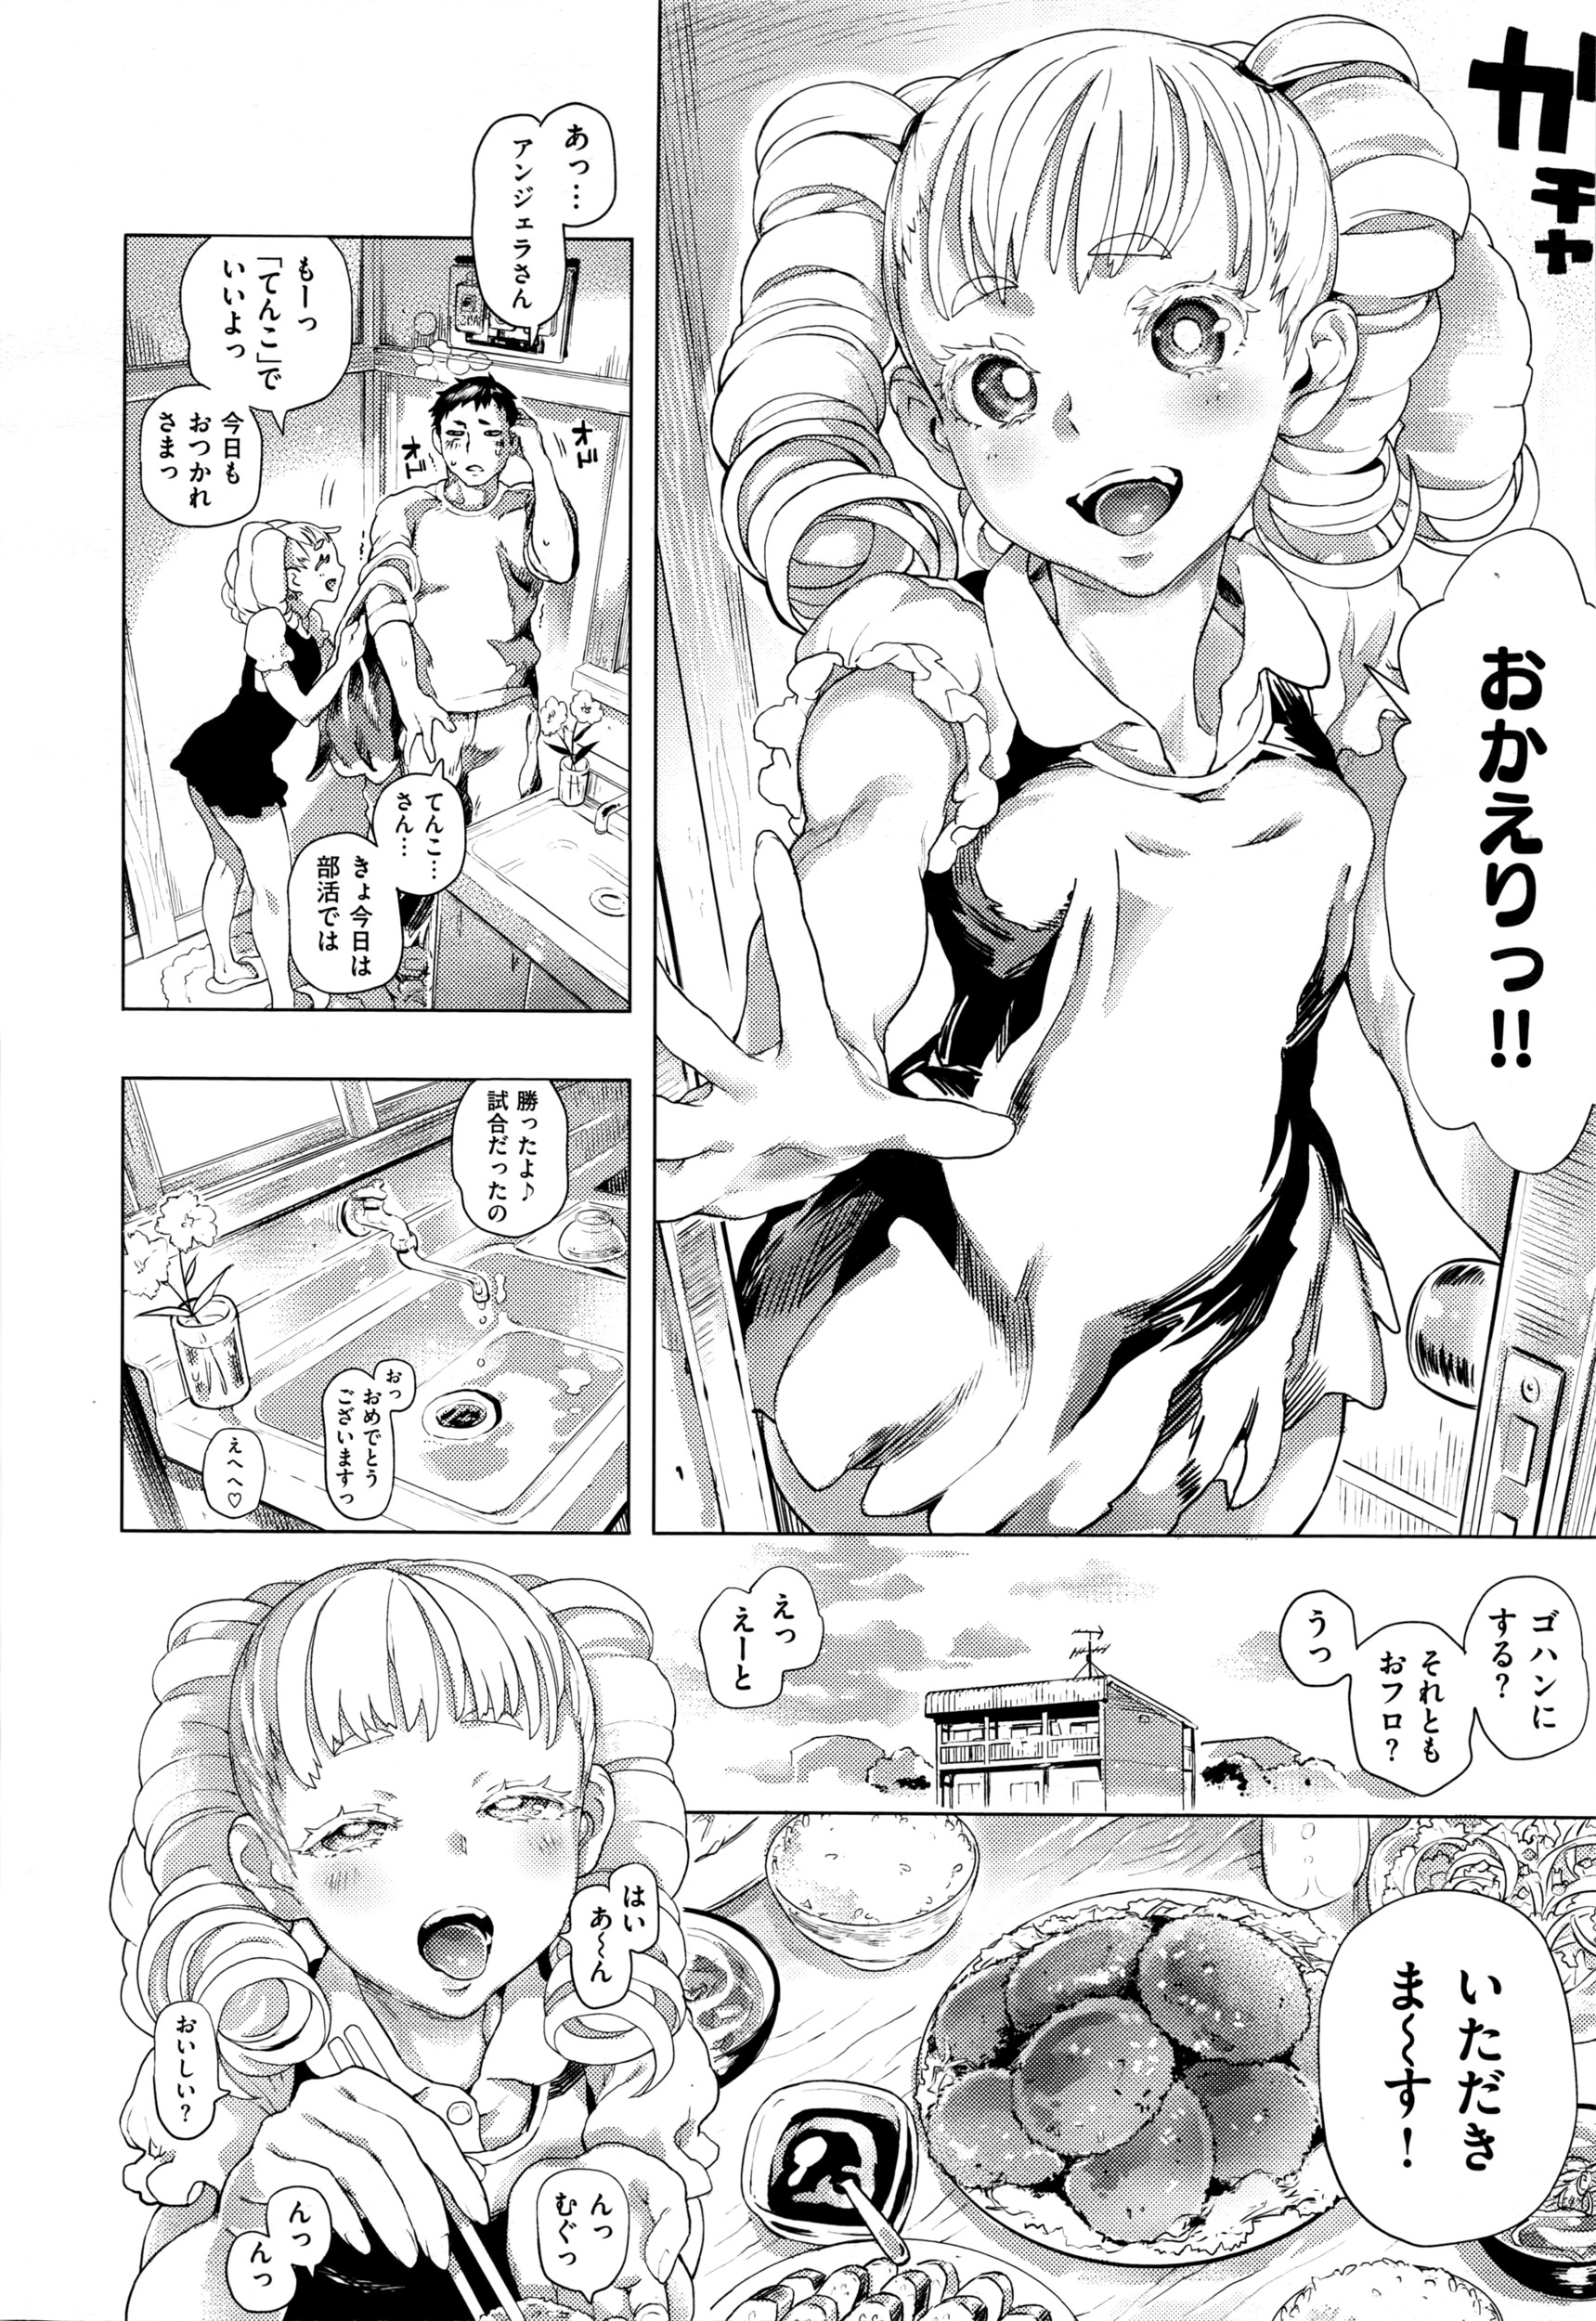 ガチャ
おかえりっ!!
あっ…
アンジェラさん
もーっ
「てんこ」で
いいよっ
今日も
おつかれ
さまっ
オズ
オズ
てんこ…
さん…
きょ今日は
部活では
勝ったよ♪
試合だったの
おっ
おめでとう
ございますっ
えへへ♡
ゴハンに
する?
それとも
おフロ?
うっ
えっ
えーと
いただき
ま〜す!
はい
あ〜ん
おいしい?
んっ
むぐっ
んっ
んっ